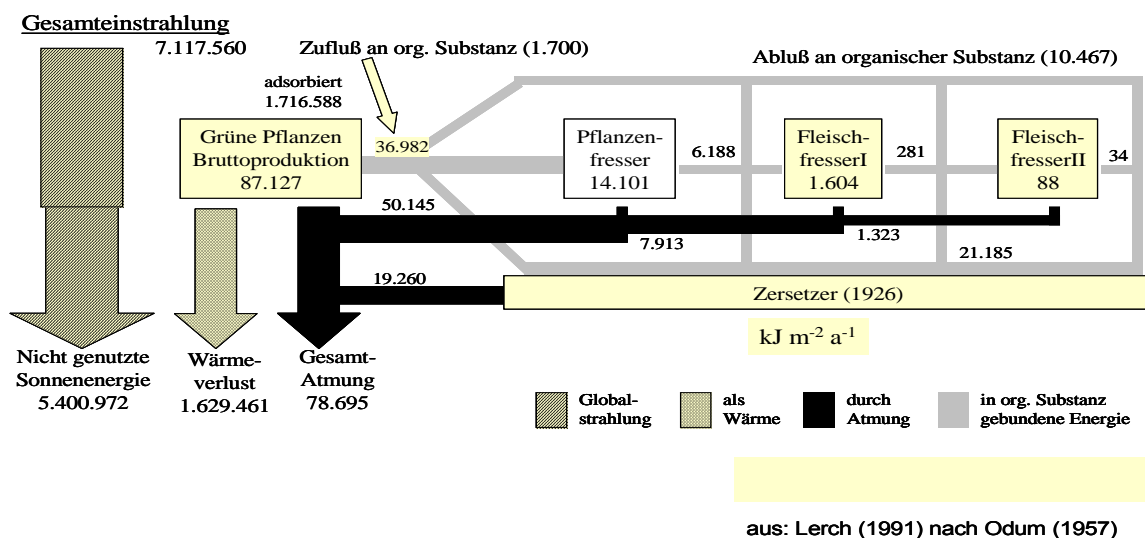 Gesamteinstrahlung
7.117.560
Zufluß an org. Substanz (1.700)
Abluß an organischer Substanz (10.467)
adsorbiert
1.716.588
Grüne Pflanzen
Bruttoproduktion
87.127
36.982
Pflanzen-
fresser
14.101
6.188
Fleisch-
fresserI
1.604
281
Fleisch-
fresserII
88
34
50.145
7.913
1.323
21.185
19.260
Zersetzer (1926)
kJ m⁻² a⁻¹
Nicht genutzte
Sonnenenergie
5.400.972
Wärme-
verlust
1.629.461
Gesamt-
Atmung
78.695
Global-
strahlung
als
Wärme
durch
Atmung
in org. Substanz
gebundene Energie
aus: Lerch (1991) nach Odum (1957)